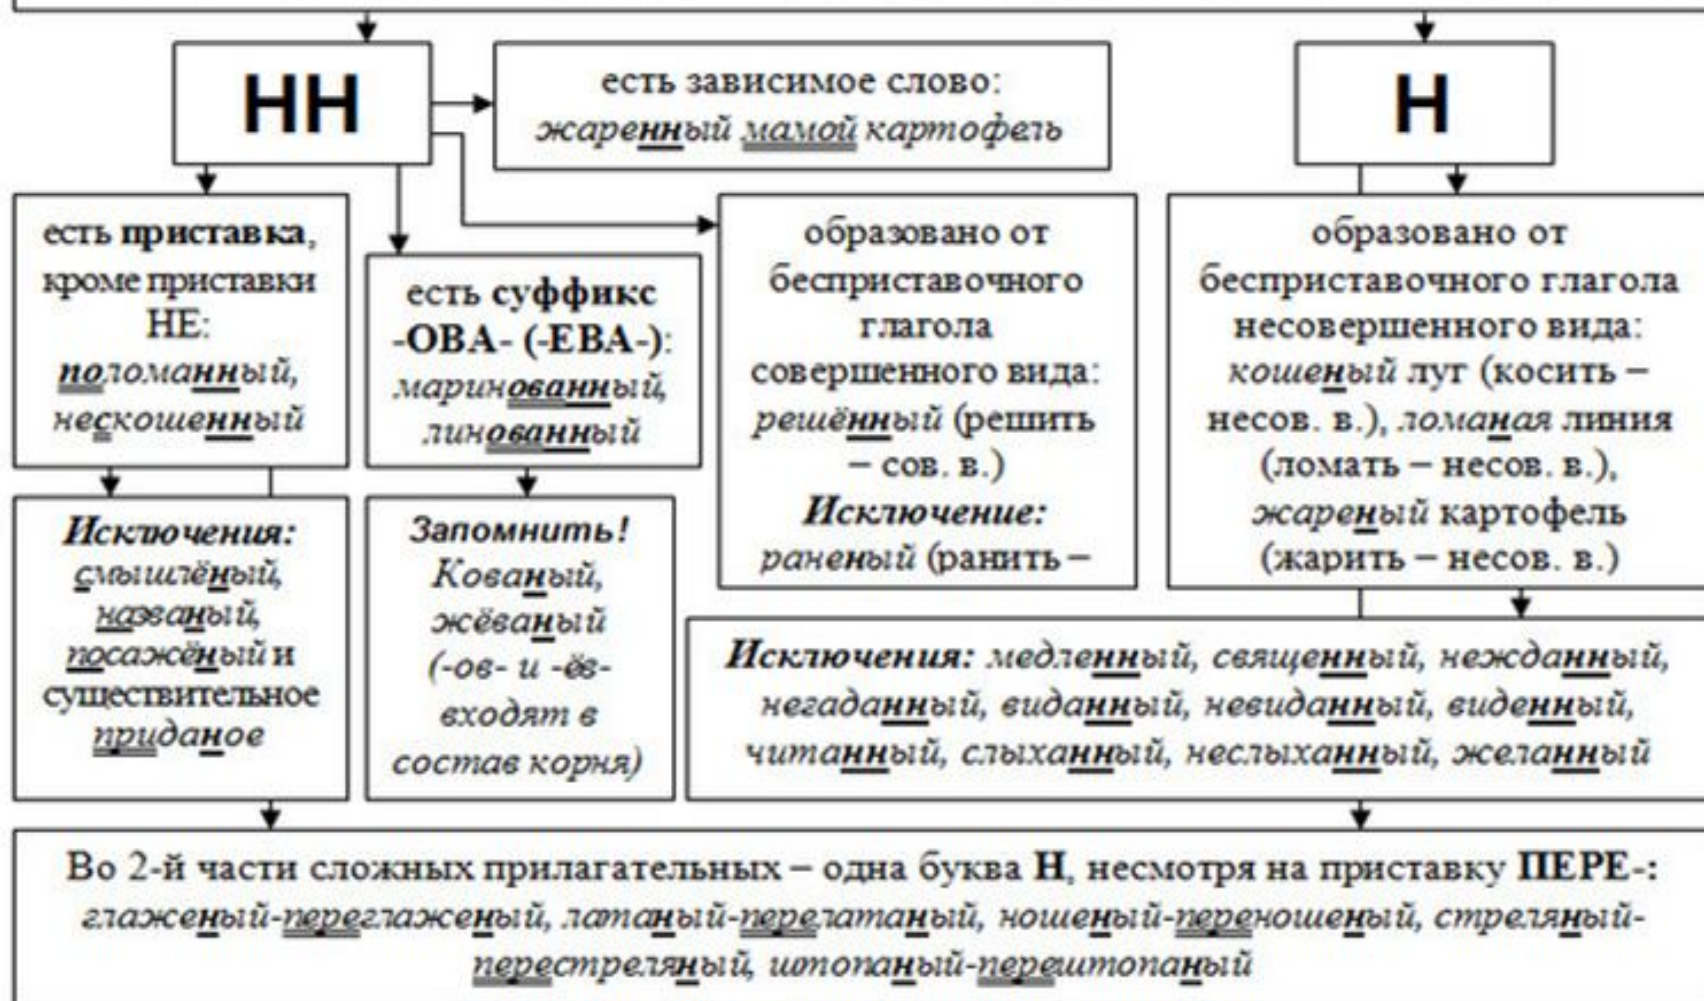 НН
есть зависимое слово:
жаренный мамой картофель
Н
есть приставка,
кроме приставки
НЕ:
поломанный,
нескошенный
есть суффикс
-ОВА- (-ЕВА-):
маринованный,
линованный
образовано от
бесприставочного
глагола
совершенного вида:
решённый (решить
– сов. в.)
Исключение:
раненый (ранить –
образовано от
бесприставочного глагола
несовершенного вида:
кошеный луг (косить –
несов. в.), ломаная линия
(ломать – несов. в.),
жареный картофель
(жарить – несов. в.)
Исключения:
смышлёный,
названый,
посажёный и
существительное
приданое
Запомнить!
Кованый,
жёваный
(-ов- и -ёв-
входят в
состав корня)
Исключения: медленный, священный, нежданный,
негаданный, виданный, невиданный, виденный,
читанный, слыханный, неслыханный, желанный
Во 2-й части сложных прилагательных – одна буква Н, несмотря на приставку ПЕРЕ-:
глаженый-переглаженый, латаный-перелатаный, ношеный-переношеный, стреляный-
перестреляный, штопаный-перештопаный